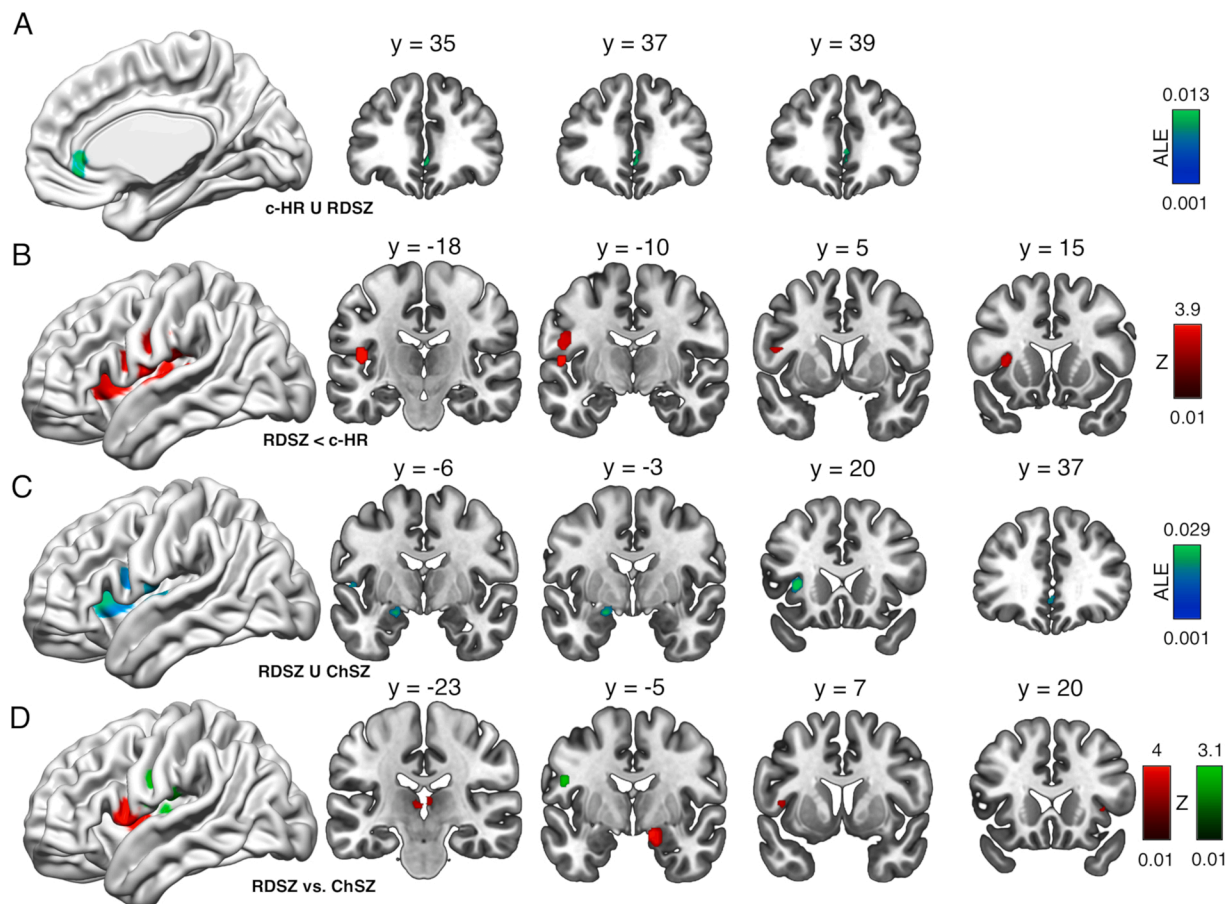 A
y = 35
y = 37
y = 39
0.013
ALE
0.001
c-HR U RDSZ
B
y = -18
y = -10
y = 5
y = 15
3.9
Z
0.01
RDSZ < c-HR
C
y = -6
y = -3
y = 20
y = 37
0.029
ALE
0.001
RDSZ U ChSZ
D
y = -23
y = -5
y = 7
y = 20
4
3.1
Z
0.01
0.01
RDSZ vs. ChSZ